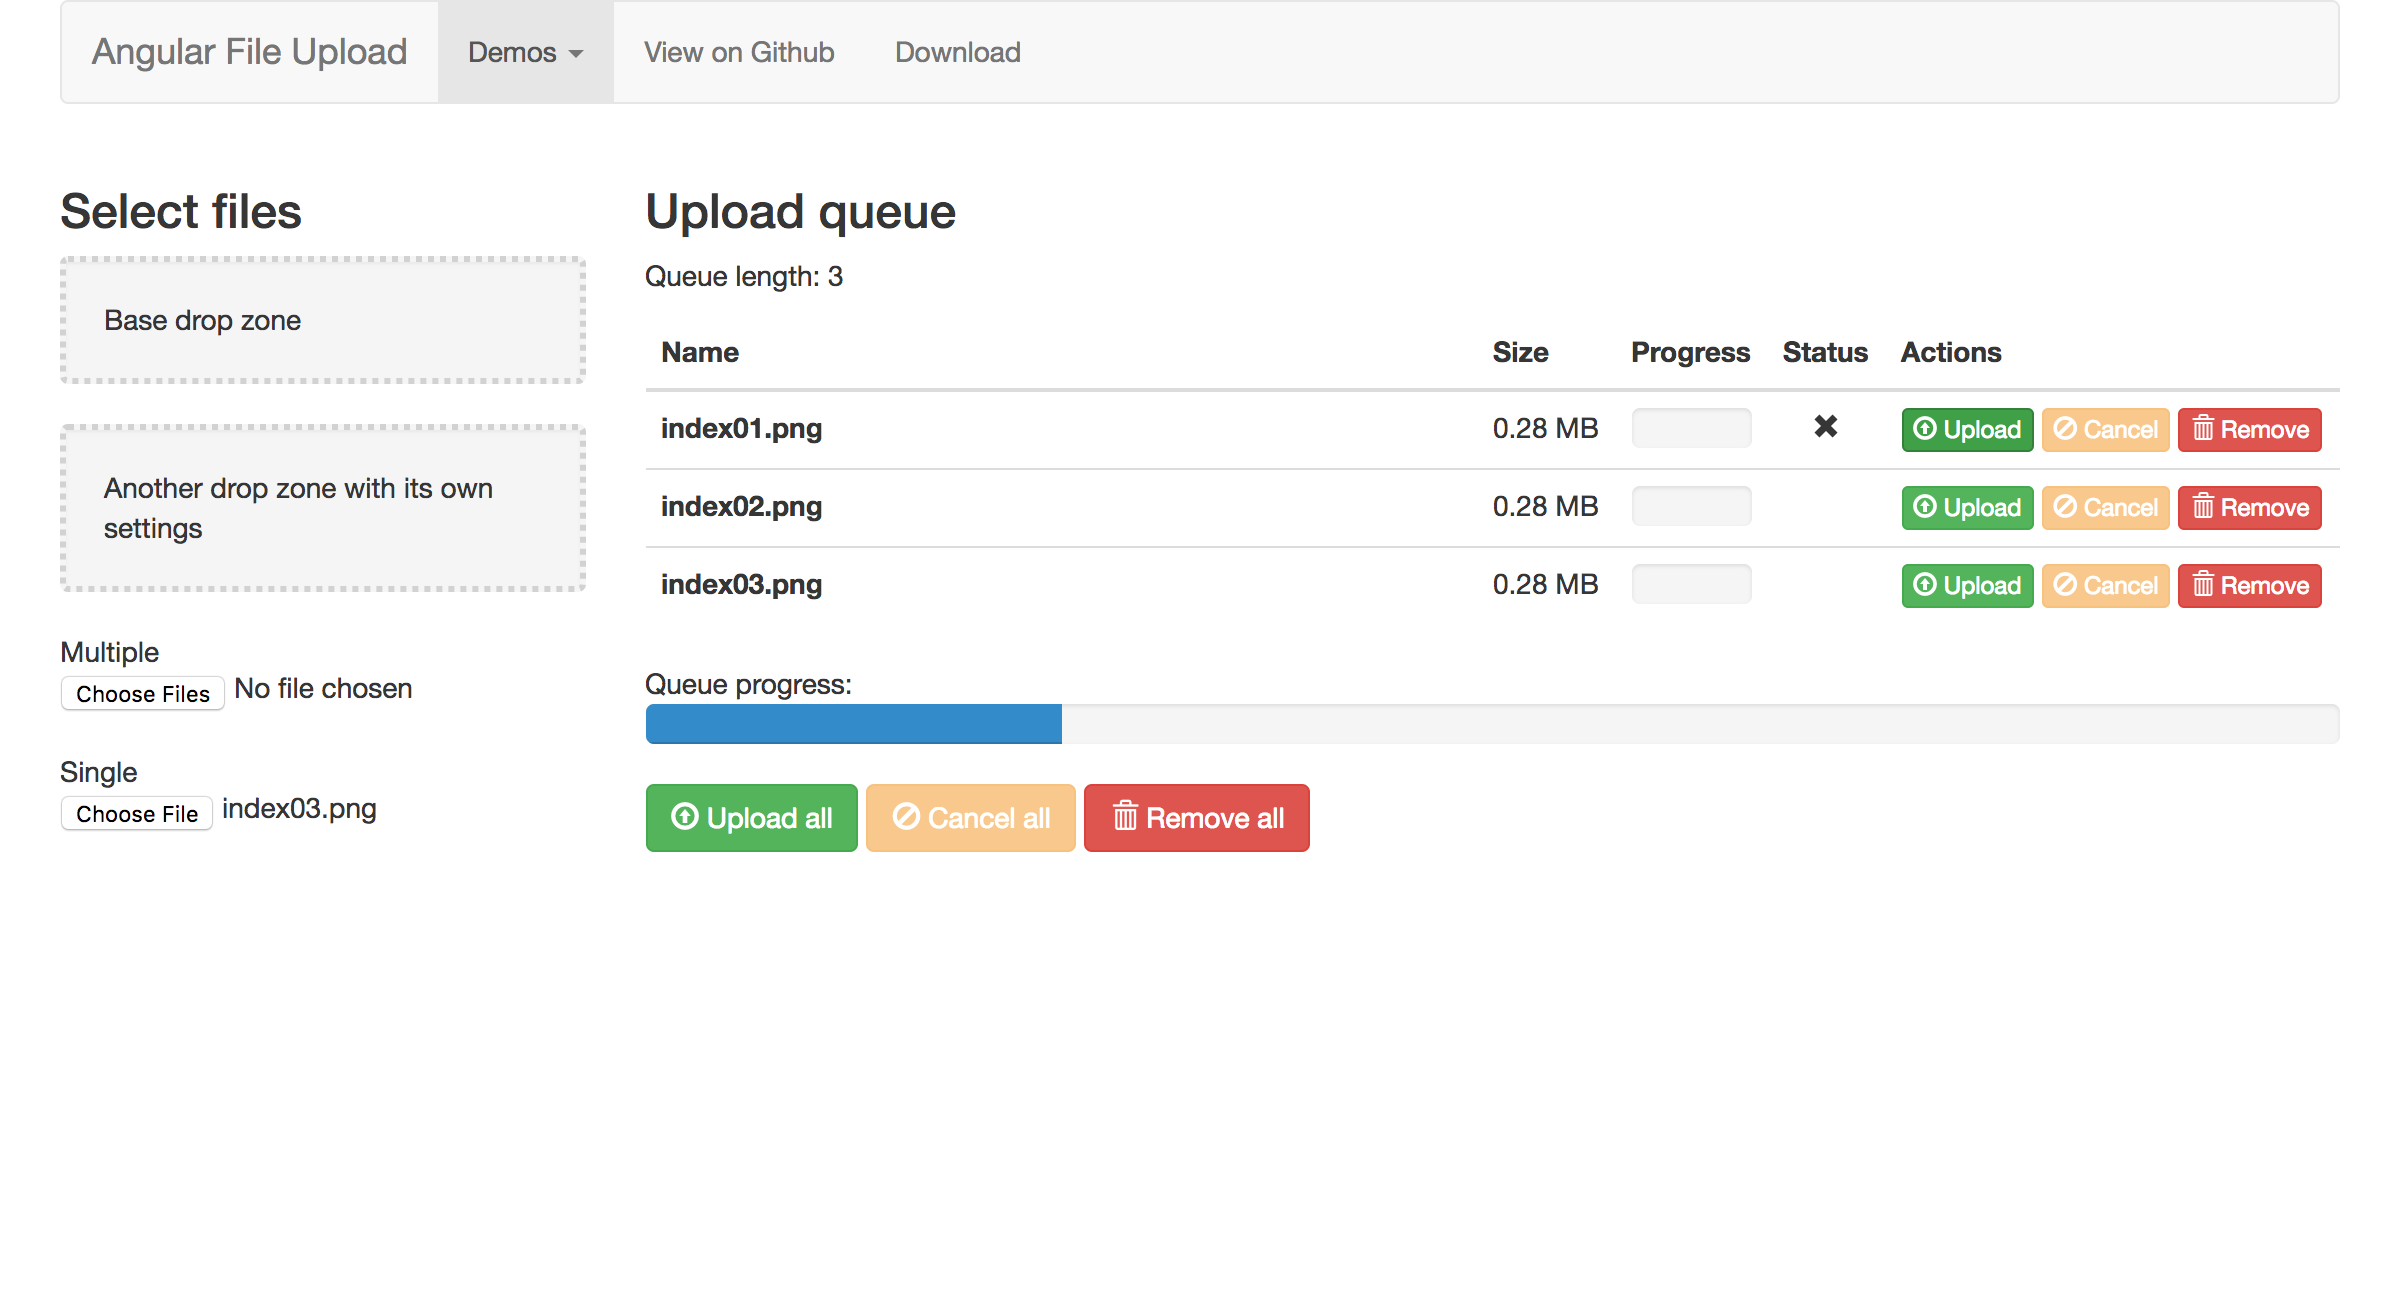 Angular File Upload Demos View on Github Download
Select files
Base drop zone
Another drop zone with its own
settings
Multiple
Choose Files No file chosen
Single
Choose File index03.png
Upload queue
Queue length: 3
Name Size Progress Status Actions
index01.png 0.28 MB Upload Cancel Remove
index02.png 0.28 MB Upload Cancel Remove
index03.png 0.28 MB Upload Cancel Remove
Queue progress:
Upload all Cancel all Remove all